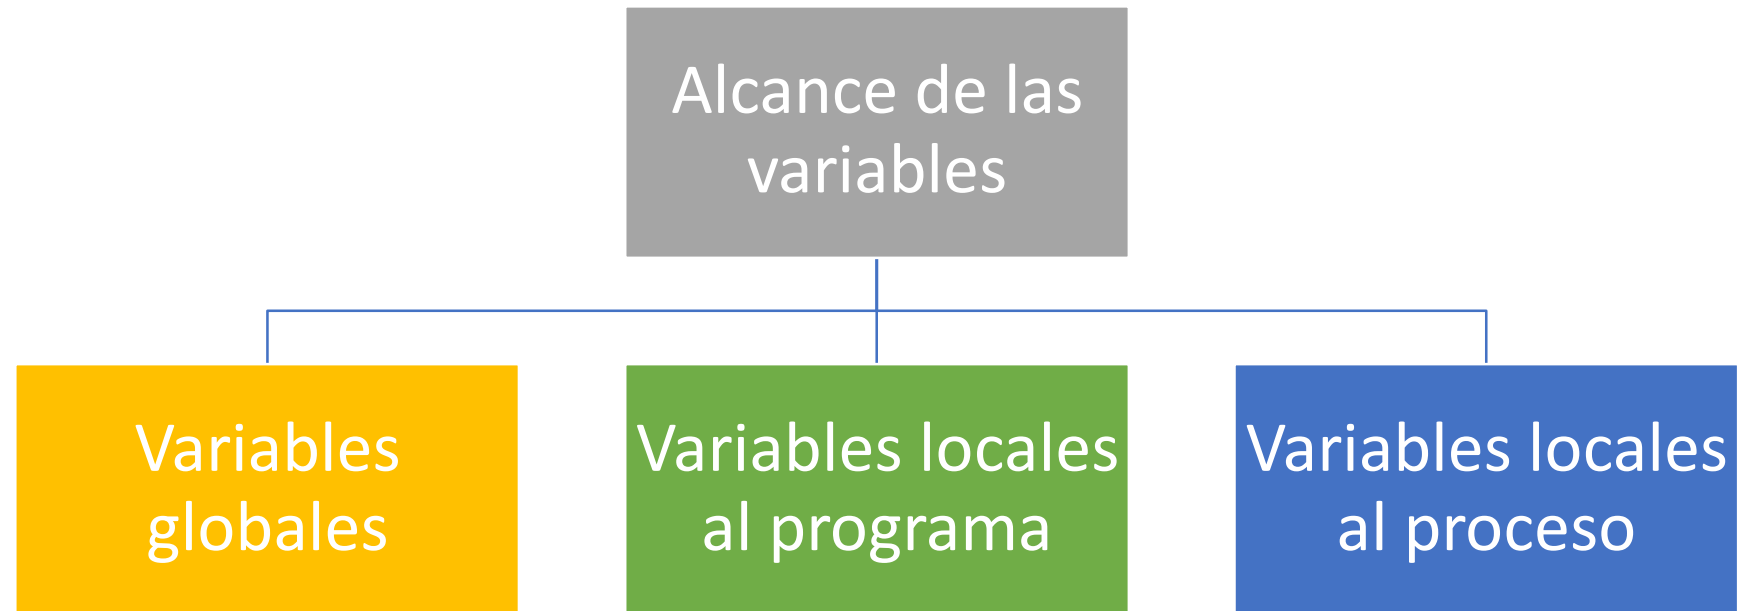 Alcance de las
variables
Variables
globales
Variables locales
al programa
Variables locales
al proceso